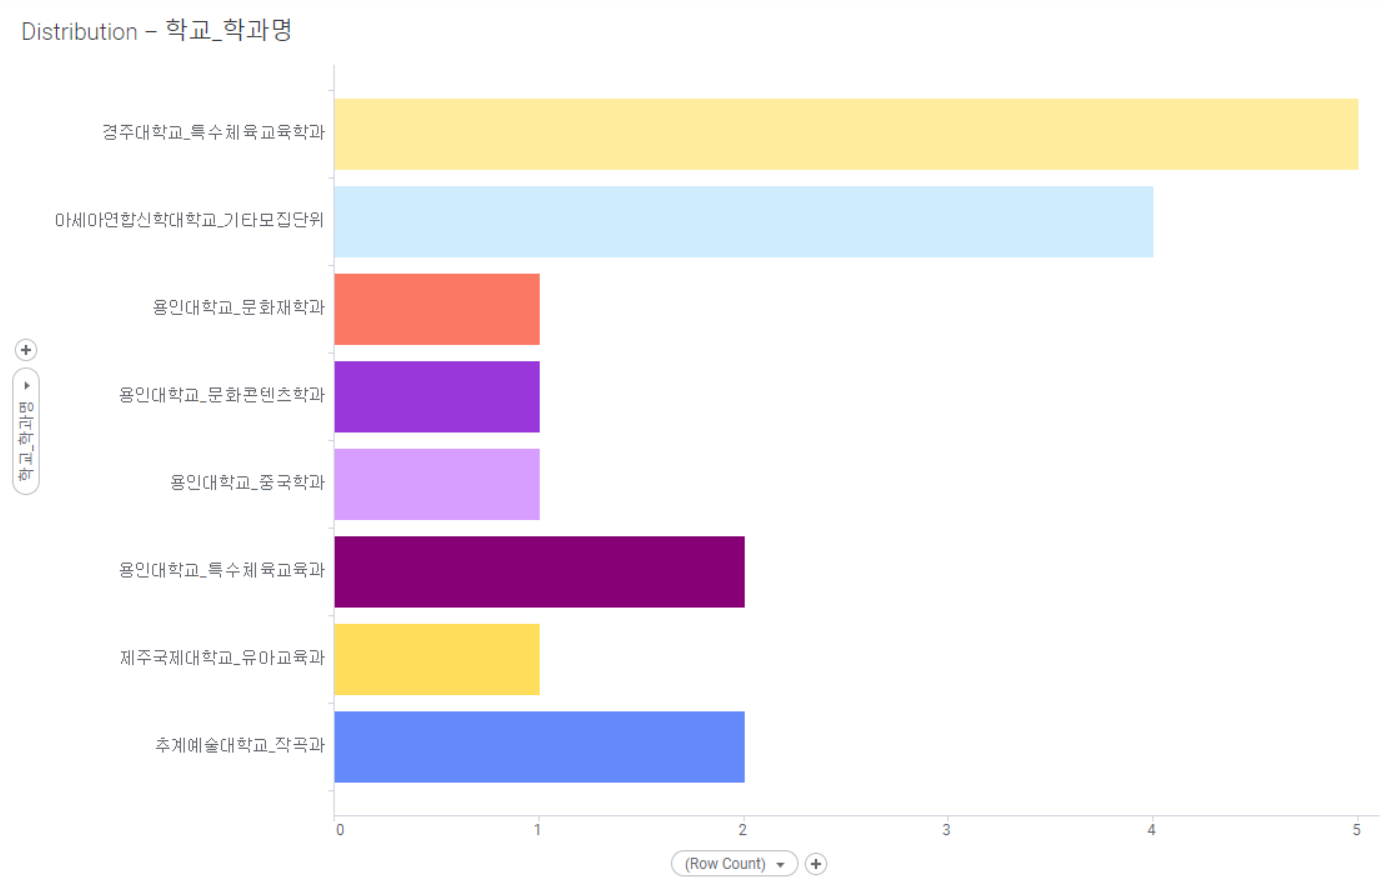 Distribution – 학교_학과명
경주대학교_특수체육교육학과
아세아연합신학대학교_기타모집단위
용인대학교_문화재학과
용인대학교_문화콘텐츠학과
용인대학교_중국학과
용인대학교_특수체육교육과
제주국제대학교_유아교육과
추계예술대학교_작곡과
학교_학과명
0 1 2 3 4 5
(Row Count)